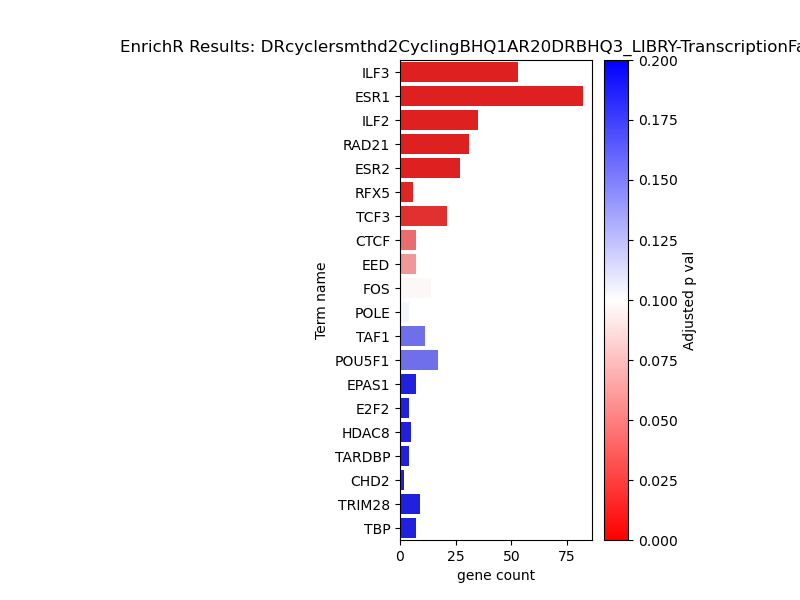 EnrichR Results: DRcyclersmthd2CyclingBHQ1AR20DRBHQ3_LIBRY-TranscriptionFa
ILF3
ESR1
ILF2
RAD21
ESR2
RFX5
TCF3
CTCF
EED
FOS
POLE
TAF1
POU5F1
EPAS1
E2F2
HDAC8
TARDBP
CHD2
TRIM28
TBP
Term name
0 25 50 75
gene count
0.200
0.175
0.150
0.125
0.100
0.075
0.050
0.025
0.000
Adjusted p val